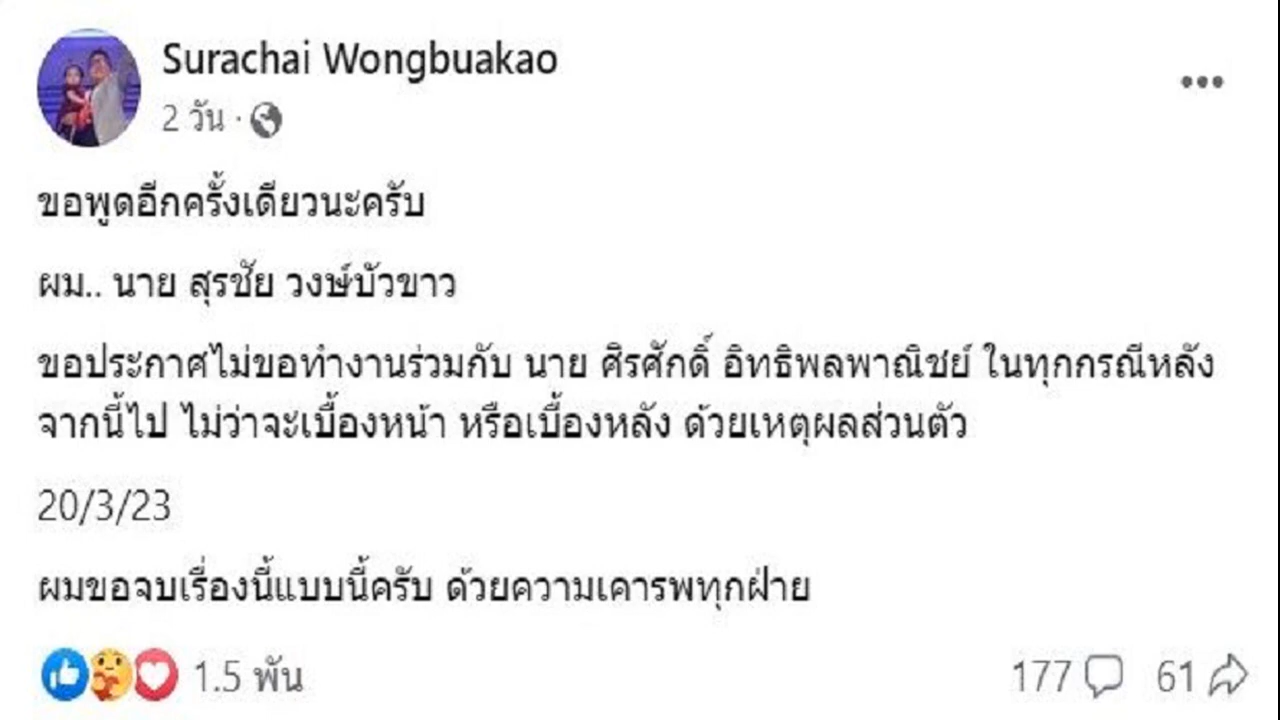 Surachai Wongbuakao
2 วัน ·
ขอพูดอีกครั้งเดียวนะครับ
ผม.. นาย สุรชัย วงษ์บัวขาว
ขอประกาศไม่ขอทำงานร่วมกับ นาย ศิรศักดิ์ อิทธิพลพาณิชย์ ในทุกกรณีหลัง
จากนี้ไป ไม่ว่าจะเบื้องหน้า หรือเบื้องหลัง ด้วยเหตุผลส่วนตัว
20/3/23
ผมขอจบเรื่องนี้แบบนี้ครับ ด้วยความเคารพทุกฝ่าย
1.5 พัน 177 61